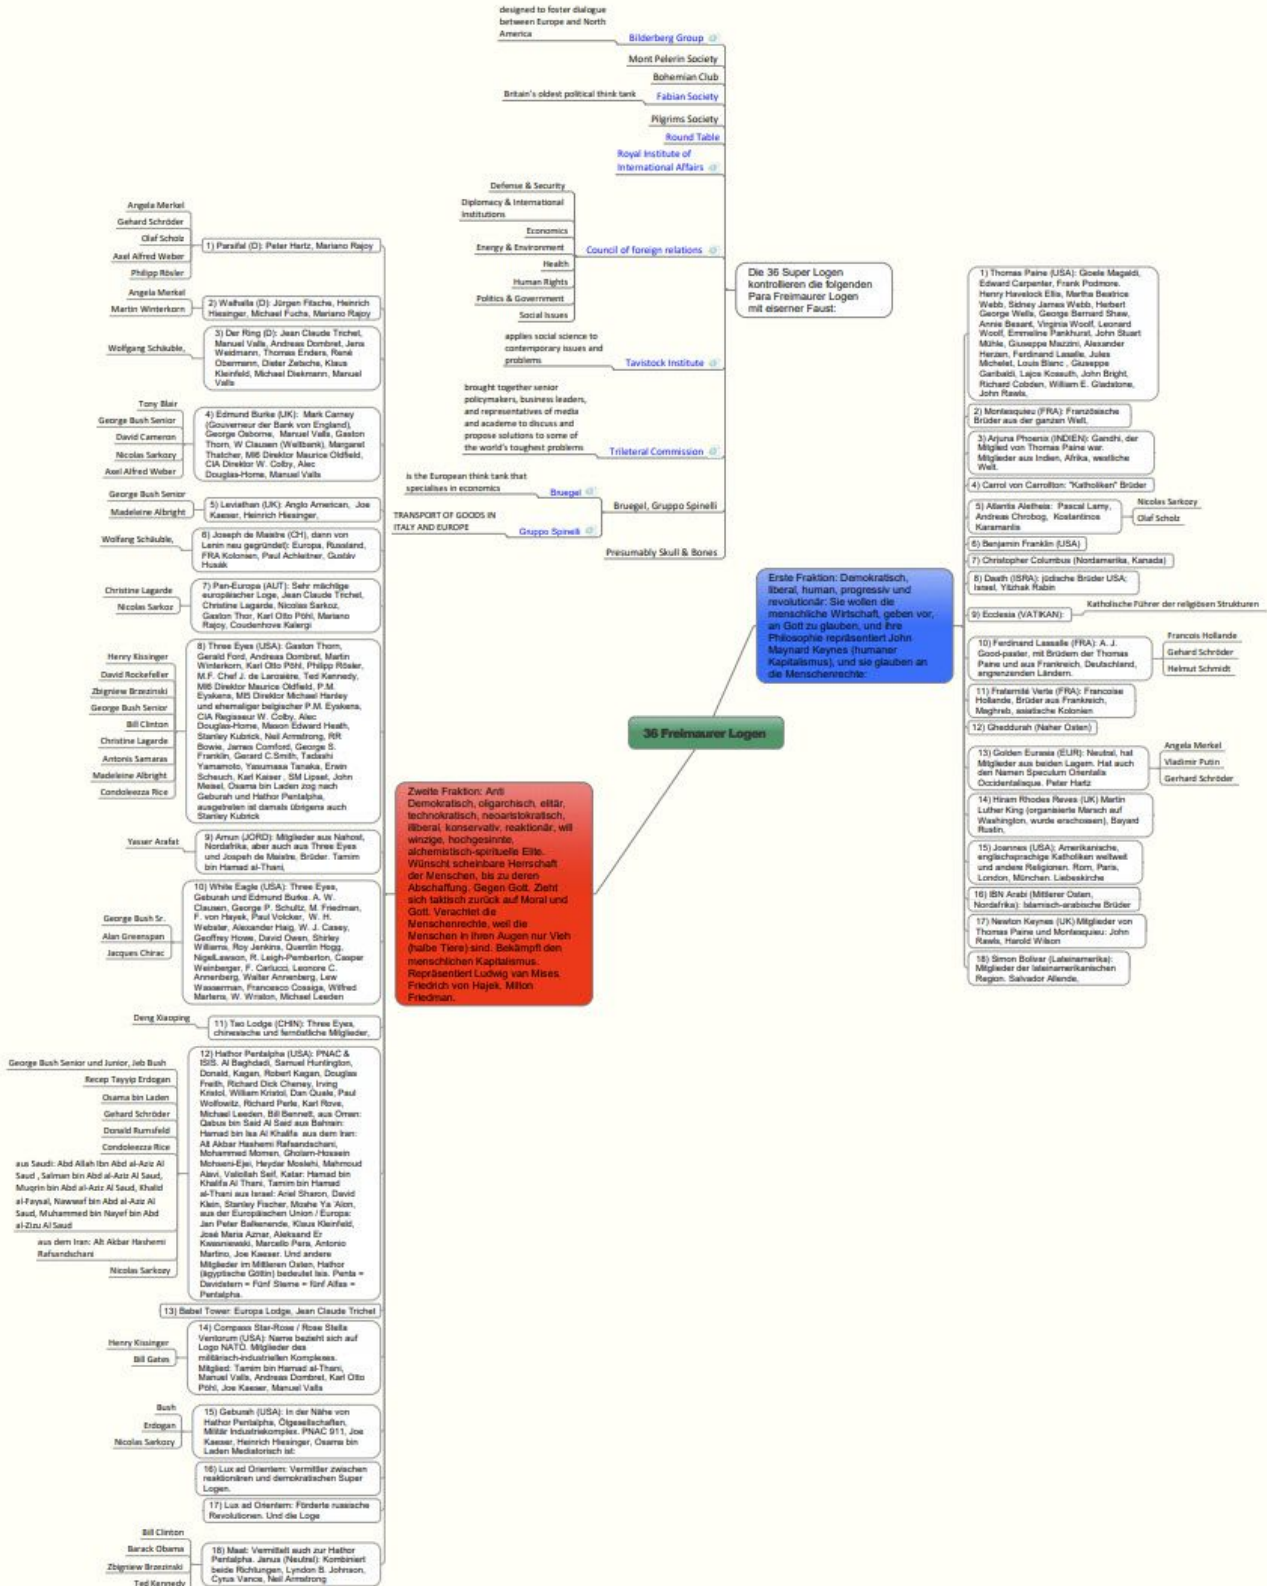 designed to foster dialogue
between Europe and North
America
Bilderberg Group
Mont Pelerin Society
Bohemian Club
Britain's oldest political think tank
Fabian Society
Pilgrims Society
Round Table
Royal Institute of
International Affairs
Defense & Security
Diplomacy & International
Institutions
Economics
Energy & Environment
Health
Human Rights
Politics & Government
Social Issues
Council of foreign relations
Die 36 Super Logen
kontrollieren die folgenden
Para Freimaurer Logen
mit eiserner Faust:
applies social science to
contemporary issues and
problems
Tavistock Institute
brought together senior
policymakers, business leaders,
and representatives of media
and academe to discuss and
propose solutions to some of
the world's toughest problems
Trileteral Commission
is the European think tank that
specialises in economics
Bruegel
TRANSPORT OF GOODS IN
ITALY AND EUROPE
Gruppo Spinelli
Bruegel, Gruppo Spinelli
Presumably Skull & Bones
36 Freimaurer Logen
Erste Fraktion: Demokratisch,
liberal, human, progressiv und
revolutionär: Sie wollen die
menschliche Wirtschaft, geben vor,
an Gott zu glauben, und ihre
Philosophie repräsentiert John
Maynard Keynes (humaner
Kapitalismus), und sie glauben an
die Menschenrechte:
1) Thomas Paine (USA): Gioele Magaldi,
Edward Carpenter, Frank Podmore.
Henry Havelock Ellis, Martha Beatrice
Webb, Sidney James Webb, Herbert
George Wells, George Bernard Shaw,
Annie Besant, Virginia Woolf, Leonard
Woolf, Emmeline Pankhurst, John Stuart
Mühle, Giuseppe Mazzini, Alexander
Herzen, Ferdinand Lasalle, Jules
Michelet, Louis Blanc , Giuseppe
Garibaldi, Lajos Kossuth, John Bright,
Richard Cobden, William E. Gladstone,
John Rawls,
2) Montesquieu (FRA): Französische
Brüder aus der ganzen Welt,
3) Arjuna Phoenix (INDIEN): Gandhi, der
Mitglied von Thomas Paine war.
Mitglieder aus Indien, Afrika, westliche
Welt.
4) Carrol von Carrollton: "Katholiken" Brüder
5) Atlantis Aletheia: Pascal Lamy,
Andreas Chrobog, Kostantinos
Karamanlis
Nicolas Sarkozy
Olaf Scholz
6) Benjamin Franklin (USA)
7) Christopher Columbus (Nordamerika, Kanada)
8) Daath (ISRA): jüdische Brüder USA;
Israel, Yitzhak Rabin
9) Ecclesia (VATIKAN):
Katholische Führer der religiösen Strukturen
10) Ferdinand Lassalle (FRA): A. J.
Good-paster, mit Brüdern der Thomas
Paine und aus Frankreich, Deutschland,
angrenzenden Ländern.
Francois Hollande
Gehard Schröder
Helmut Schmidt
11) Fraternité Verte (FRA): Francoise
Hollande, Brüder aus Frankreich,
Maghreb, asiatische Kolonien
12) Gheddurah (Naher Osten)
13) Golden Eurasia (EUR): Neutral, hat
Mitglieder aus beiden Lagern. Hat auch
den Namen Speculum Orientalis
Occidentalisque. Peter Hartz
Angela Merkel
Vladimir Putin
Gerhard Schröder
14) Hiram Rhodes Reves (UK) Martin
Luther King (organisierte Marsch auf
Washington, wurde erschossen), Bayard
Rustin,
15) Joannes (USA); Amerikanische,
englischsprachige Katholiken weltweit
und andere Religionen. Rom, Paris,
London, München. Liebeskirche
16) IBN Arabi (Mittlerer Osten,
Nordafrika): Islamisch-arabische Brüder
17) Newton Keynes (UK) Mitglieder von
Thomas Paine und Montesquieu: John
Rawls, Harold Wilson
18) Simon Bolivar (Lateinamerika):
Mitglieder der lateinamerikanischen
Region. Salvador Allende,
Zweite Fraktion: Anti
Demokratisch, oligarchisch, elitär,
technokratisch, neoaristokratisch,
illiberal, konservativ, reaktionär, will
winzige, hochgesinnte,
alchemistisch-spirituelle Elite.
Wünscht scheinbare Herrschaft
der Menschen, bis zu deren
Abschaffung. Gegen Gott. Zieht
sich taktisch zurück auf Moral und
Gott. Verachtet die
Menschenrechte, weil die
Menschen in ihren Augen nur Vieh
(halbe Tiere) sind. Bekämpft den
menschlichen Kapitalismus.
Repräsentiert Ludwig van Mises,
Friedrich von Hajek, Milton
Friedman.
Angela Merkel
Gehard Schröder
Olaf Scholz
Axel Alfred Weber
Philipp Rösler
1) Parsifal (D): Peter Hartz, Mariano Rajoy
Angela Merkel
Martin Winterkorn
2) Walhalla (D): Jürgen Fitsche, Heinrich
Hiesinger, Michael Fuchs, Mariano Rajoy
Wolfgang Schäuble,
3) Der Ring (D): Jean Claude Trichet,
Manuel Valls, Andreas Dombret, Jens
Weidmann, Thomas Enders, René
Obermann, Dieter Zetsche, Klaus
Kleinfeld, Michael Diekmann, Manuel
Valls
Tony Blair
George Bush Senior
David Cameron
Nicolas Sarkozy
Axel Alfred Weber
4) Edmund Burke (UK): Mark Carney
(Gouverneur der Bank von England),
George Osborne, Manuel Valls, Gaston
Thorn, W Clausen (Weltbank), Margaret
Thatcher, MI6 Direktor Maurice Oldfield,
CIA Direktor W. Colby, Alec
Douglas-Home, Manuel Valls
George Bush Senior
Madeleine Albright
5) Leviathan (UK): Anglo American, Joe
Kaeser, Heinrich Hiesinger,
Wolfang Schäuble,
6) Joseph de Maistre (CH), dann von
Lenin neu gegründet): Europa, Russland,
FRA Kolonien, Paul Achleitner, Gustáv
Husák
Christine Lagarde
Nicolas Sarkoz
7) Pan-Europa (AUT): Sehr mächtige
europäischer Loge, Jean Claude Trichet,
Christine Lagarde, Nicolas Sarkoz,
Gaston Thor, Karl Otto Pöhl, Mariano
Rajoy, Coudenhove Kalergi
Henry Kissinger
David Rockefeller
Zbigniew Brzezinski
George Bush Senior
Bill Clinton
Christine Lagarde
Antonis Samaras
Madeleine Albright
Condoleezza Rice
8) Three Eyes (USA): Gaston Thorn,
Gerald Ford, Andreas Dombret, Martin
Winterkorn, Karl Otto Pöhl, Philipp Rösler,
M.F. Chef J. de Larosière, Ted Kennedy,
MI6 Direktor Maurice Oldfield, P.M.
Eyskens, MI5 Direktor Michael Hanley
und ehemaliger belgischer P.M. Eyskens,
CIA Regisseur W. Colby, Alec
Douglas-Home, Mason Edward Heath,
Stanley Kubrick, Neil Armstrong, RR
Bowie, James Comford, George S.
Franklin, Gerard C.Smith, Tadashi
Yamamoto, Yasumasa Tanaka, Erwin
Scheuch, Karl Kaiser , SM Lipset, John
Meisel, Osama bin Laden zog nach
Geburah und Hathor Pentalpha,
ausgetreten ist damals übrigens auch
Stanley Kubrick
Yasser Arafat
9) Amun (JORD): Mitglieder aus Nahost,
Nordafrika, aber auch aus Three Eyes
und Jospeh de Maistre, Brüder. Tamim
bin Hamad al-Thani,
George Bush Sr.
Alan Greenspan
Jacques Chirac
10) White Eagle (USA): Three Eyes,
Geburah und Edmund Burke. A. W.
Clausen, George P. Schultz, M. Friedman,
F. von Hayek, Paul Volcker, W. H.
Webster, Alexander Haig, W. J. Casey,
Geoffrey Howe, David Owen, Shirley
Williams, Roy Jenkins, Quentin Hogg,
NigelLawson, R. Leigh-Pemberton, Casper
Weinberger, F. Carlucci, Leonore C.
Annenberg, Walter Annenberg, Lew
Wasserman, Francesco Cossiga, Wilfred
Martens, W. Wriston, Michael Leeden
Deng Xiaoping
11) Tao Lodge (CHIN): Three Eyes,
chinesische und fernöstliche Mitglieder,
George Bush Senior und Junior, Jeb Bush
Recep Tayyip Erdogan
Osama bin Laden
Gehard Schröder
Donald Rumsfeld
Condoleezza Rice
aus Saudi: Abd Allah Ibn Abd al-Aziz Al
Saud , Salman bin Abd al-Aziz Al Saud,
Muqrin bin Abd al-Aziz Al Saud, Khalid
al-Faysal, Nawwaf bin Abd al-Aziz Al
Saud, Muhammed bin Nayef bin Abd
al-Zizu Al Saud
aus dem Iran: Alt Akbar Hashemi
Rafsandschani
Nicolas Sarkozy
12) Hathor Pentalpha (USA): PNAC &
ISIS. Al Baghdadi, Samuel Huntington,
Donald, Kagan, Robert Kagan, Douglas
Freith, Richard Dick Cheney, Irving
Kristol, William Kristol, Dan Quale, Paul
Wolfowitz, Richard Perle, Karl Rove,
Michael Leeden, Bill Bennett, aus Oman:
Qabus bin Said Al Said aus Bahrain:
Hamad bin Isa Al Khalifa aus dem Iran:
Alt Akbar Hashemi Rafsandschani,
Mohammed Momen, Gholam-Hossein
Mohseni-Ejei, Heydar Moslehi, Mahmoud
Alavi, Valiollah Seif, Katar: Hamad bin
Khalifa Al Thani, Tamim bin Hamad
al-Thani aus Israel: Ariel Sharon, David
Klein, Stanley Fischer, Moshe Ya 'Alon,
aus der Europäischen Union / Europa:
Jan Peter Balkenende, Klaus Kleinfeld,
José Maria Aznar, Aleksand Er
Kwasniewski, Marcello Pera, Antonio
Martino, Joe Kaeser. Und andere
Mitglieder im Mittleren Osten, Hathor
(ägyptische Göttin) bedeutet Isis. Penta =
Davidstern = Fünf Sterne = fünf Alfas =
Pentalpha.
13) Babel Tower: Europa Lodge, Jean Claude Trichet
Henry Kissinger
Bill Gates
14) Compass Star-Rose / Rosa Stella
Ventorum (USA): Name bezieht sich auf
Logo NATO. Mitglieder des
militärisch-industriellen Komplexes.
Mitglied: Tamim bin Hamad al-Thani,
Manuel Valls, Andreas Dombret, Karl Otto
Pöhl, Joe Kaeser, Manuel Valls
Bush
Erdogan
Nicolas Sarkozy
15) Geburah (USA): In der Nähe von
Hathor Pentalpha, Ölgesellschaften,
Militär Industriekomplex. PNAC 911, Joe
Kaeser, Heinrich Hiesinger, Osama bin
Laden Mediatorisch ist:
16) Lux ad Orientem: Vermittler zwischen
reaktionären und demokratischen Super
Logen.
17) Lux ad Orientem: Förderte russische
Revolutionen. Und die Loge
Bill Clinton
Barack Obama
Zbigniew Brzezinski
Ted Kennedy
18) Maat: Vermittelt auch zur Hathor
Pentalpha. Janus (Neutral): Kombiniert
beide Richtungen, Lyndon B. Johnson,
Cyrus Vance, Neil Armstrong